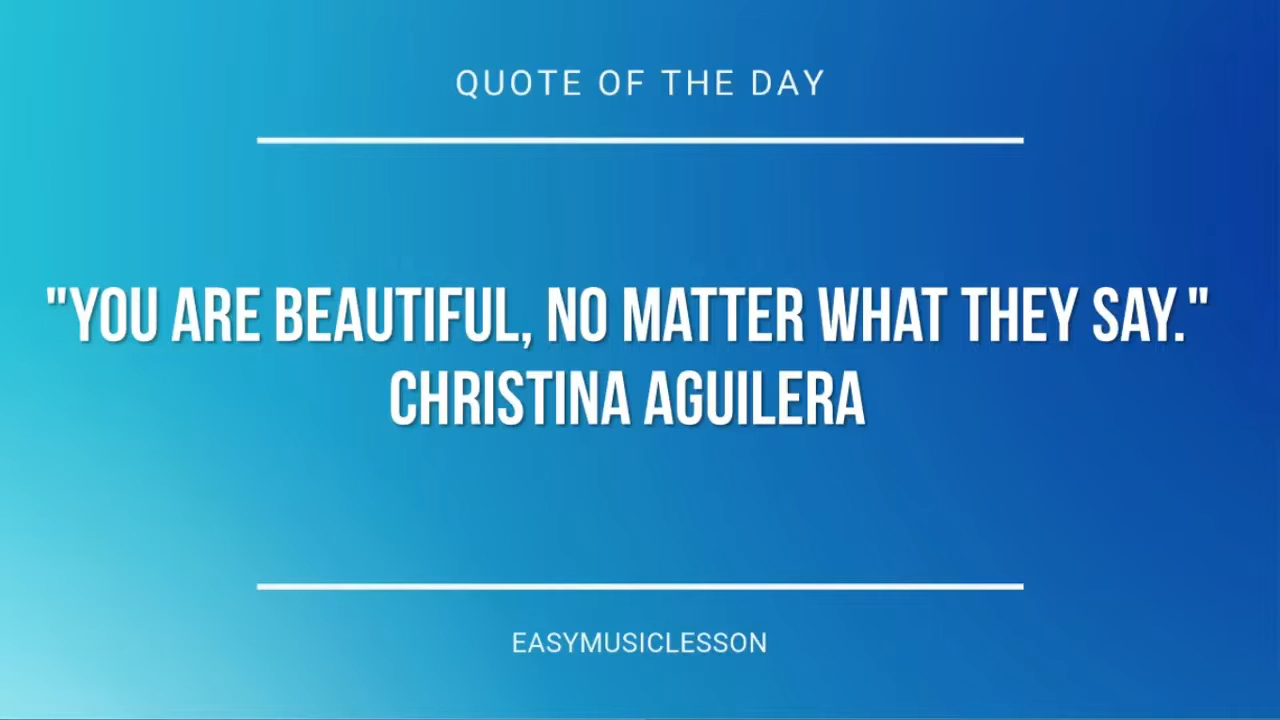 QUOTE OF THE DAY
"YOU ARE BEAUTIFUL, NO MATTER WHAT THEY SAY."
CHRISTINA AGUILERA
EASYMUSICLESSON